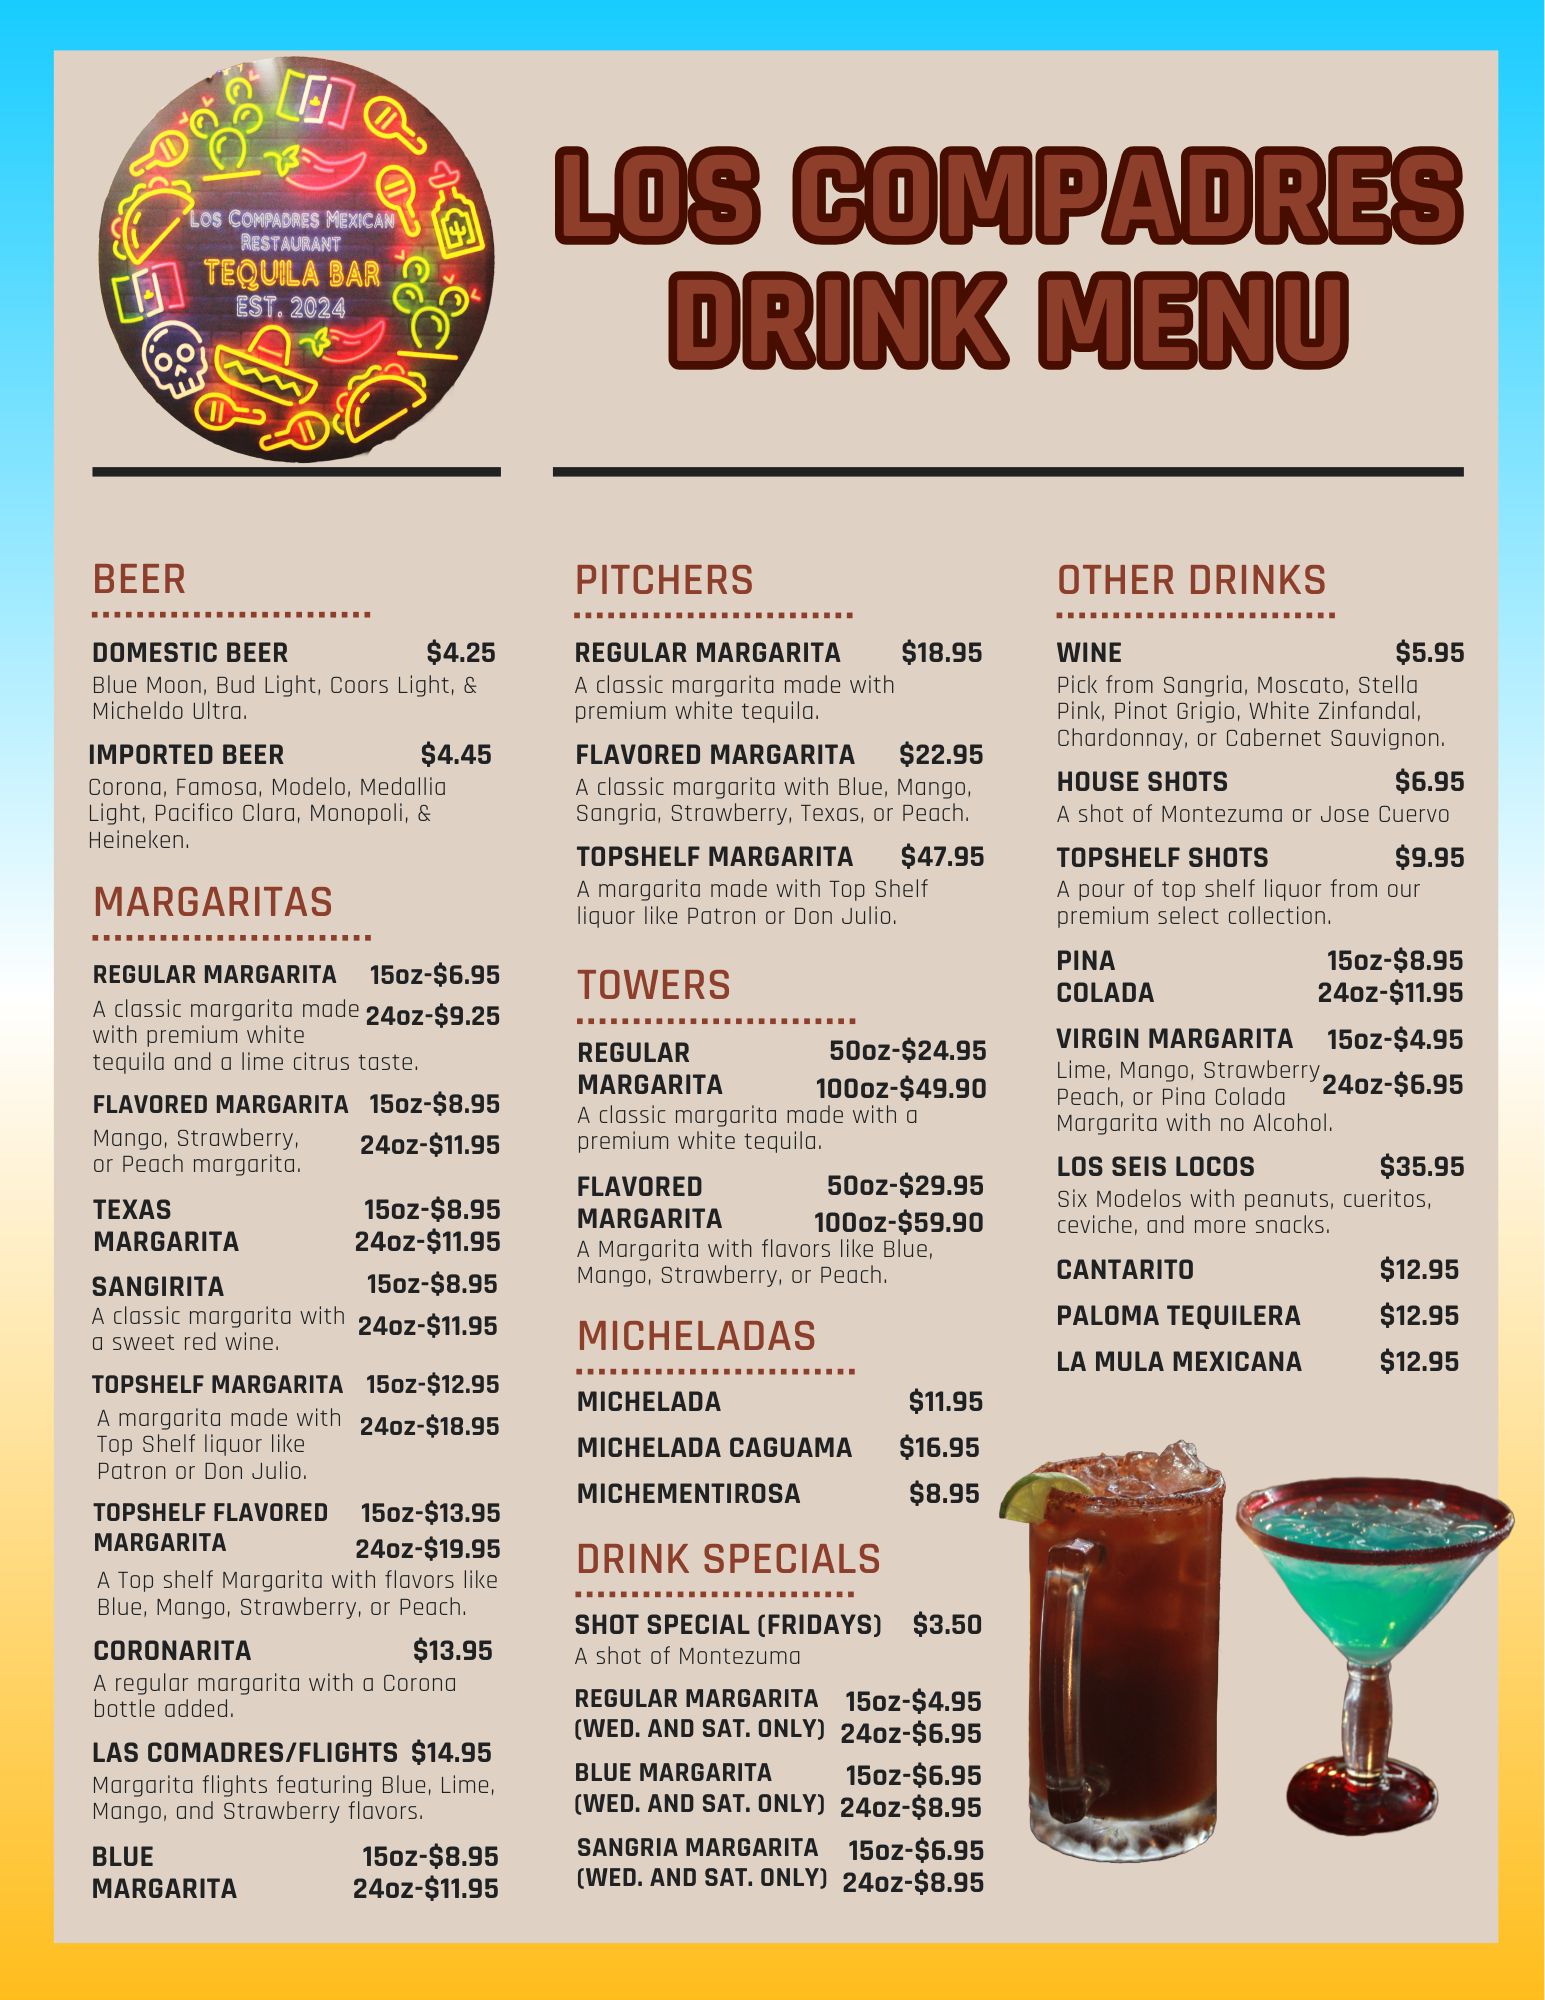 LOS COMPADRES MEXICAN
RESTAURANT
TEQUILA BAR
EST. 2024
LOS COMPADRES
DRINK MENU
BEER
DOMESTIC BEER $4.25
Blue Moon, Bud Light, Coors Light, &
Micheldo Ultra.
IMPORTED BEER $4.45
Corona, Famosa, Modelo, Medallia
Light, Pacifico Clara, Monopoli, &
Heineken.
MARGARITAS
REGULAR MARGARITA 15oz-$6.95
A classic margarita made 24oz-$9.25
with premium white
tequila and a lime citrus taste.
FLAVORED MARGARITA 15oz-$8.95
Mango, Strawberry, 24oz-$11.95
or Peach margarita.
TEXAS 15oz-$8.95
MARGARITA 24oz-$11.95
SANGIRITA 15oz-$8.95
A classic margarita with 24oz-$11.95
a sweet red wine.
TOPSHELF MARGARITA 15oz-$12.95
A margarita made with 24oz-$18.95
Top Shelf liquor like
Patron or Don Julio.
TOPSHELF FLAVORED 15oz-$13.95
MARGARITA 24oz-$19.95
A Top shelf Margarita with flavors like
Blue, Mango, Strawberry, or Peach.
CORONARITA $13.95
A regular margarita with a Corona
bottle added.
LAS COMADRES/FLIGHTS $14.95
Margarita flights featuring Blue, Lime,
Mango, and Strawberry flavors.
BLUE 15oz-$8.95
MARGARITA 24oz-$11.95
PITCHERS
REGULAR MARGARITA $18.95
A classic margarita made with
premium white tequila.
FLAVORED MARGARITA $22.95
A classic margarita with Blue, Mango,
Sangria, Strawberry, Texas, or Peach.
TOPSHELF MARGARITA $47.95
A margarita made with Top Shelf
liquor like Patron or Don Julio.
TOWERS
REGULAR 50oz-$24.95
MARGARITA 100oz-$49.90
A classic margarita made with a
premium white tequila.
FLAVORED 50oz-$29.95
MARGARITA 100oz-$59.90
A Margarita with flavors like Blue,
Mango, Strawberry, or Peach.
MICHELADAS
MICHELADA $11.95
MICHELADA CAGUAMA $16.95
MICHEMENTIROSA $8.95
DRINK SPECIALS
SHOT SPECIAL (FRIDAYS) $3.50
A shot of Montezuma
REGULAR MARGARITA 15oz-$4.95
(WED. AND SAT. ONLY) 24oz-$6.95
BLUE MARGARITA 15oz-$6.95
(WED. AND SAT. ONLY) 24oz-$8.95
SANGRIA MARGARITA 15oz-$6.95
(WED. AND SAT. ONLY) 24oz-$8.95
OTHER DRINKS
WINE $5.95
Pick from Sangria, Moscato, Stella
Pink, Pinot Grigio, White Zinfandal,
Chardonnay, or Cabernet Sauvignon.
HOUSE SHOTS $6.95
A shot of Montezuma or Jose Cuervo
TOPSHELF SHOTS $9.95
A pour of top shelf liquor from our
premium select collection.
PINA 15oz-$8.95
COLADA 24oz-$11.95
VIRGIN MARGARITA 15oz-$4.95
Lime, Mango, Strawberry 24oz-$6.95
Peach, or Pina Colada
Margarita with no Alcohol.
LOS SEIS LOCOS $35.95
Six Modelos with peanuts, cueritos,
ceviche, and more snacks.
CANTARITO $12.95
PALOMA TEQUILERA $12.95
LA MULA MEXICANA $12.95